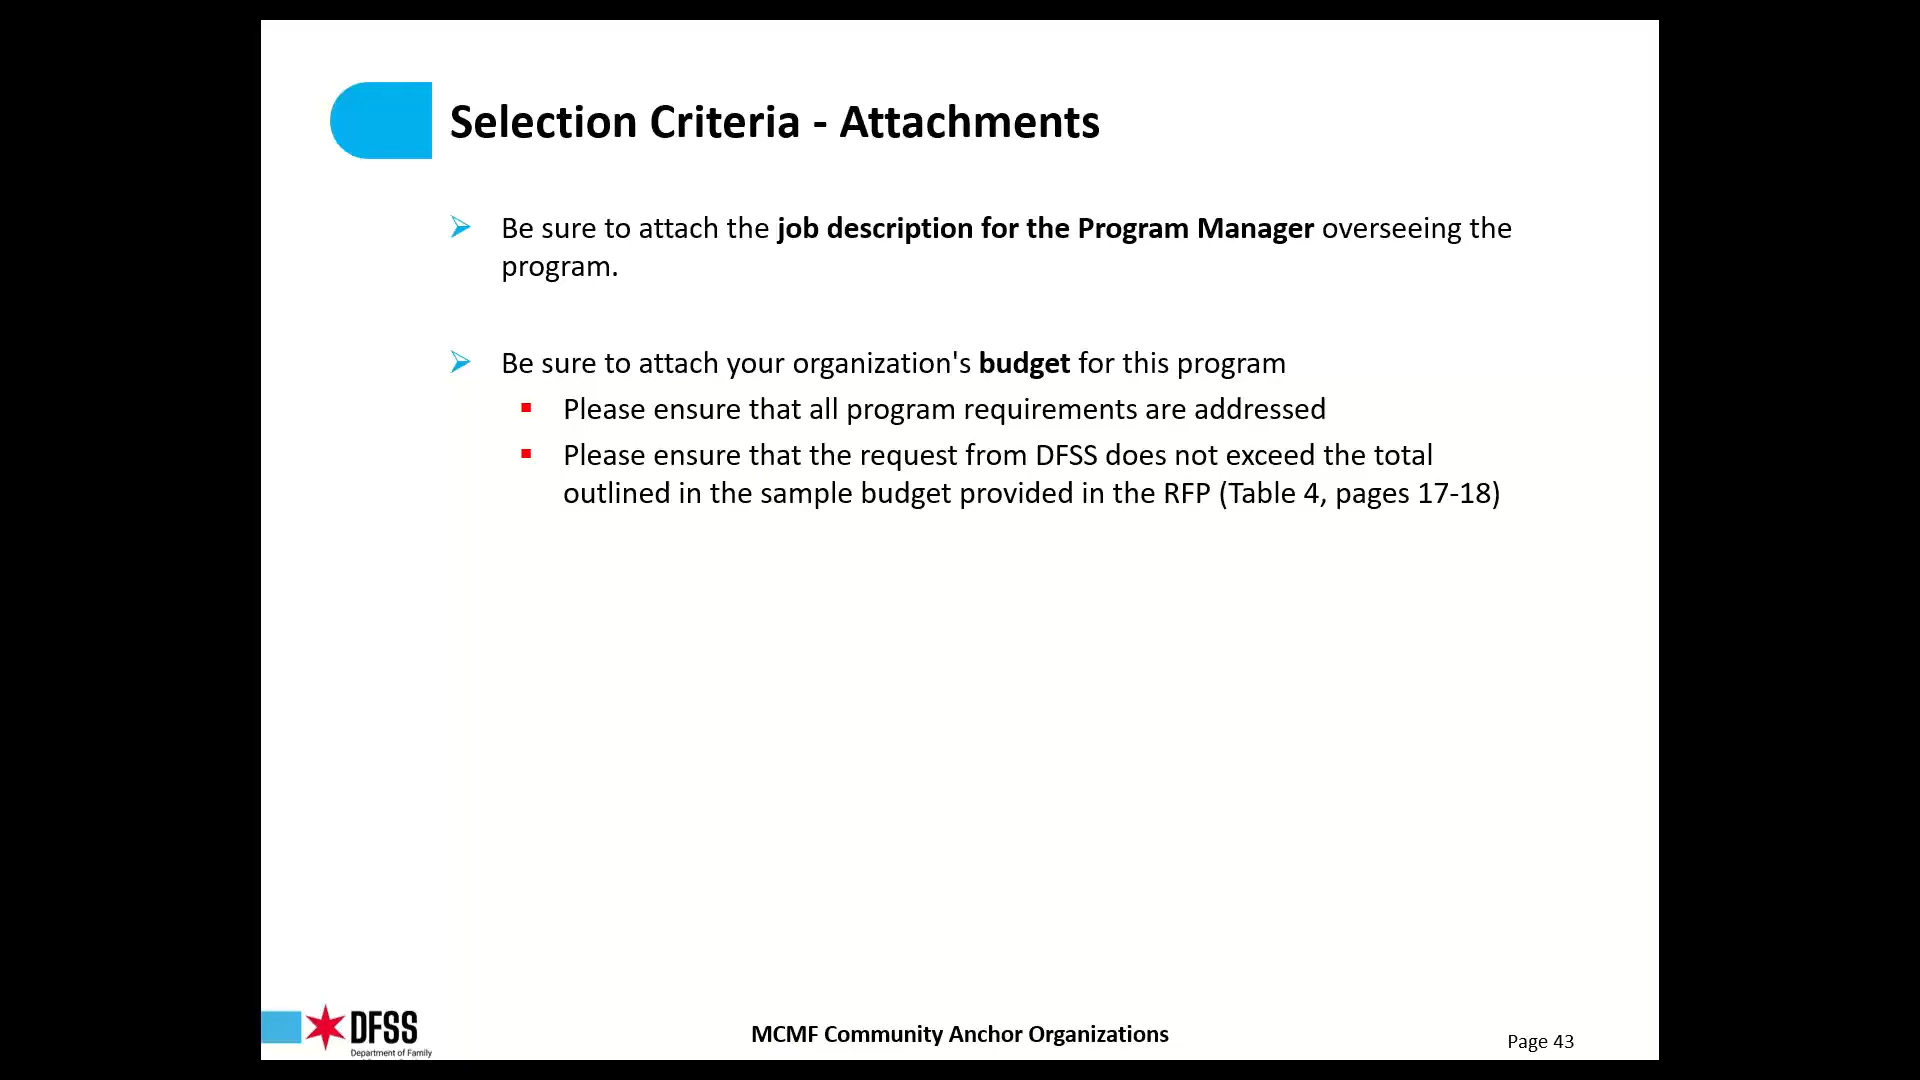 Selection Criteria - Attachments
Be sure to attach the job description for the Program Manager overseeing the
program.
Be sure to attach your organization's budget for this program
Please ensure that all program requirements are addressed
Please ensure that the request from DFSS does not exceed the total
outlined in the sample budget provided in the RFP (Table 4, pages 17-18)
DFSS
Department of Family
MCMF Community Anchor Organizations
Page 43